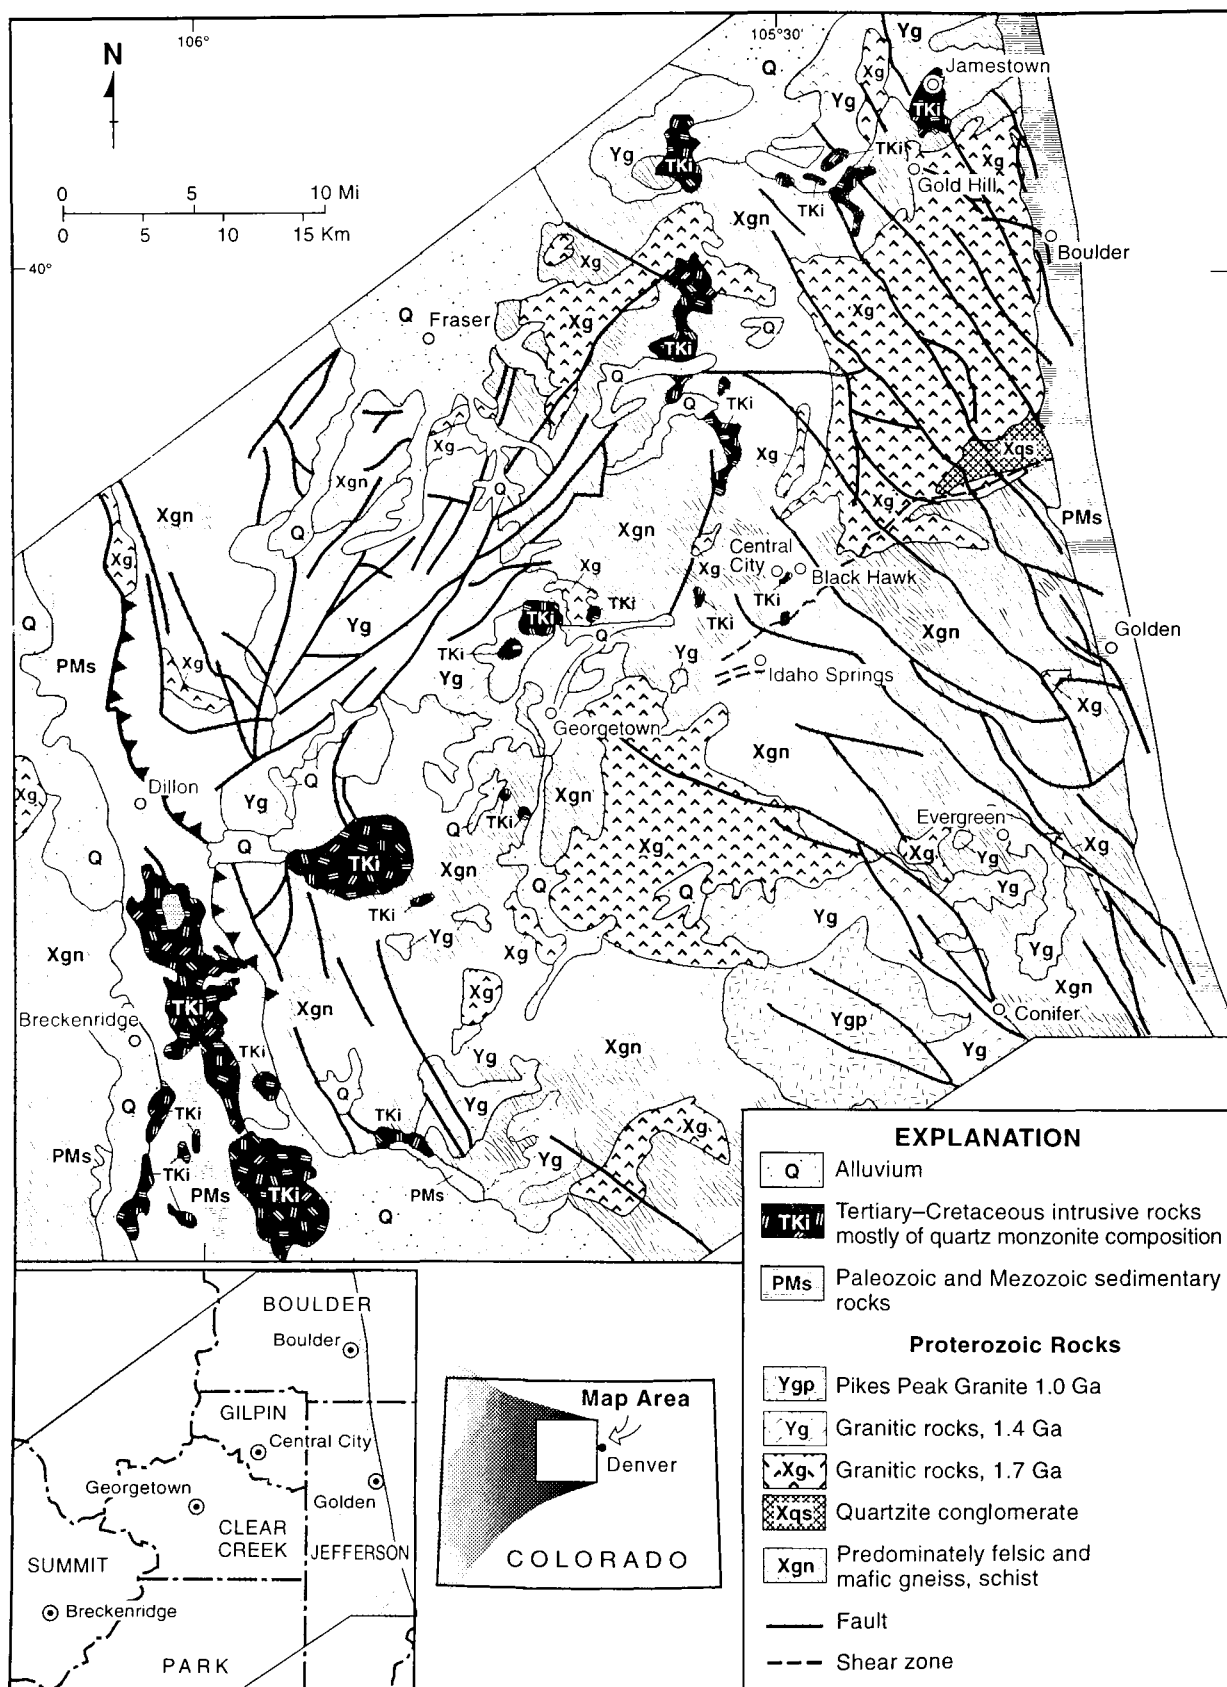 106°
105°30'
N
Yg
Q
Xg
Jamestown
Yg
TKi
Yg
TKi
TKi
Xg
Gold Hill
TKi
Xgn
0 5 10 Mi
0 5 10 15 Km
Boulder
40°
Xg
Q
Fraser
Xg
Xg
Q
TKi
Q
TKi
Q
Xg
Xg
Xqs
Xgn
Q
Xg
Xgn
Q
Xgn
PMs
Central
City
Black Hawk
Xg
Xg
Xg
TKi
TKi
TKi
TKi
Q
Yg
Q
Xgn
Golden
PMs
TKi
Yg
Xg
Yg
Idaho Springs
Xg
Georgetown
Xgn
Dillon
Q
Yg
Xg
Xgn
TKi
Q
Evergreen
Q
Q
TKi
Xgn
Xg
Xg
Yg
Xg
Q
Q
Yg
TKi
Yg
Yg
Xg
Yg
Xgn
Xg
Xgn
Xgn
TKi
Ygp
Conifer
Breckenridge
TKi
Xgn
Yg
Yg
Q
Q
TKi
TKi
Yg
Xg
PMs
Yg
TKi
PMs
TKi
PMs
Q
EXPLANATION
Q Alluvium
TKi Tertiary–Cretaceous intrusive rocks
mostly of quartz monzonite composition
PMs Paleozoic and Mezozoic sedimentary
rocks
Proterozoic Rocks
Ygp Pikes Peak Granite 1.0 Ga
Yg Granitic rocks, 1.4 Ga
Xg Granitic rocks, 1.7 Ga
Xqs Quartzite conglomerate
Xgn Predominately felsic and
mafic gneiss, schist
Fault
Shear zone
BOULDER
Boulder
GILPIN
Central City
Georgetown
Golden
CLEAR
CREEK
JEFFERSON
SUMMIT
Breckenridge
PARK
Map Area
Denver
COLORADO